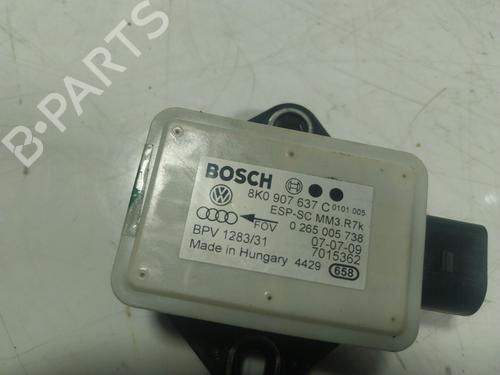 B-PARTS
BOSCH
8K0 907 637 C 0101 005
ESP-SC MM3.R7k
FOV 0 265 005 738
BPV 1283/31 07-07-09
Made in Hungary 7015362
4429 658